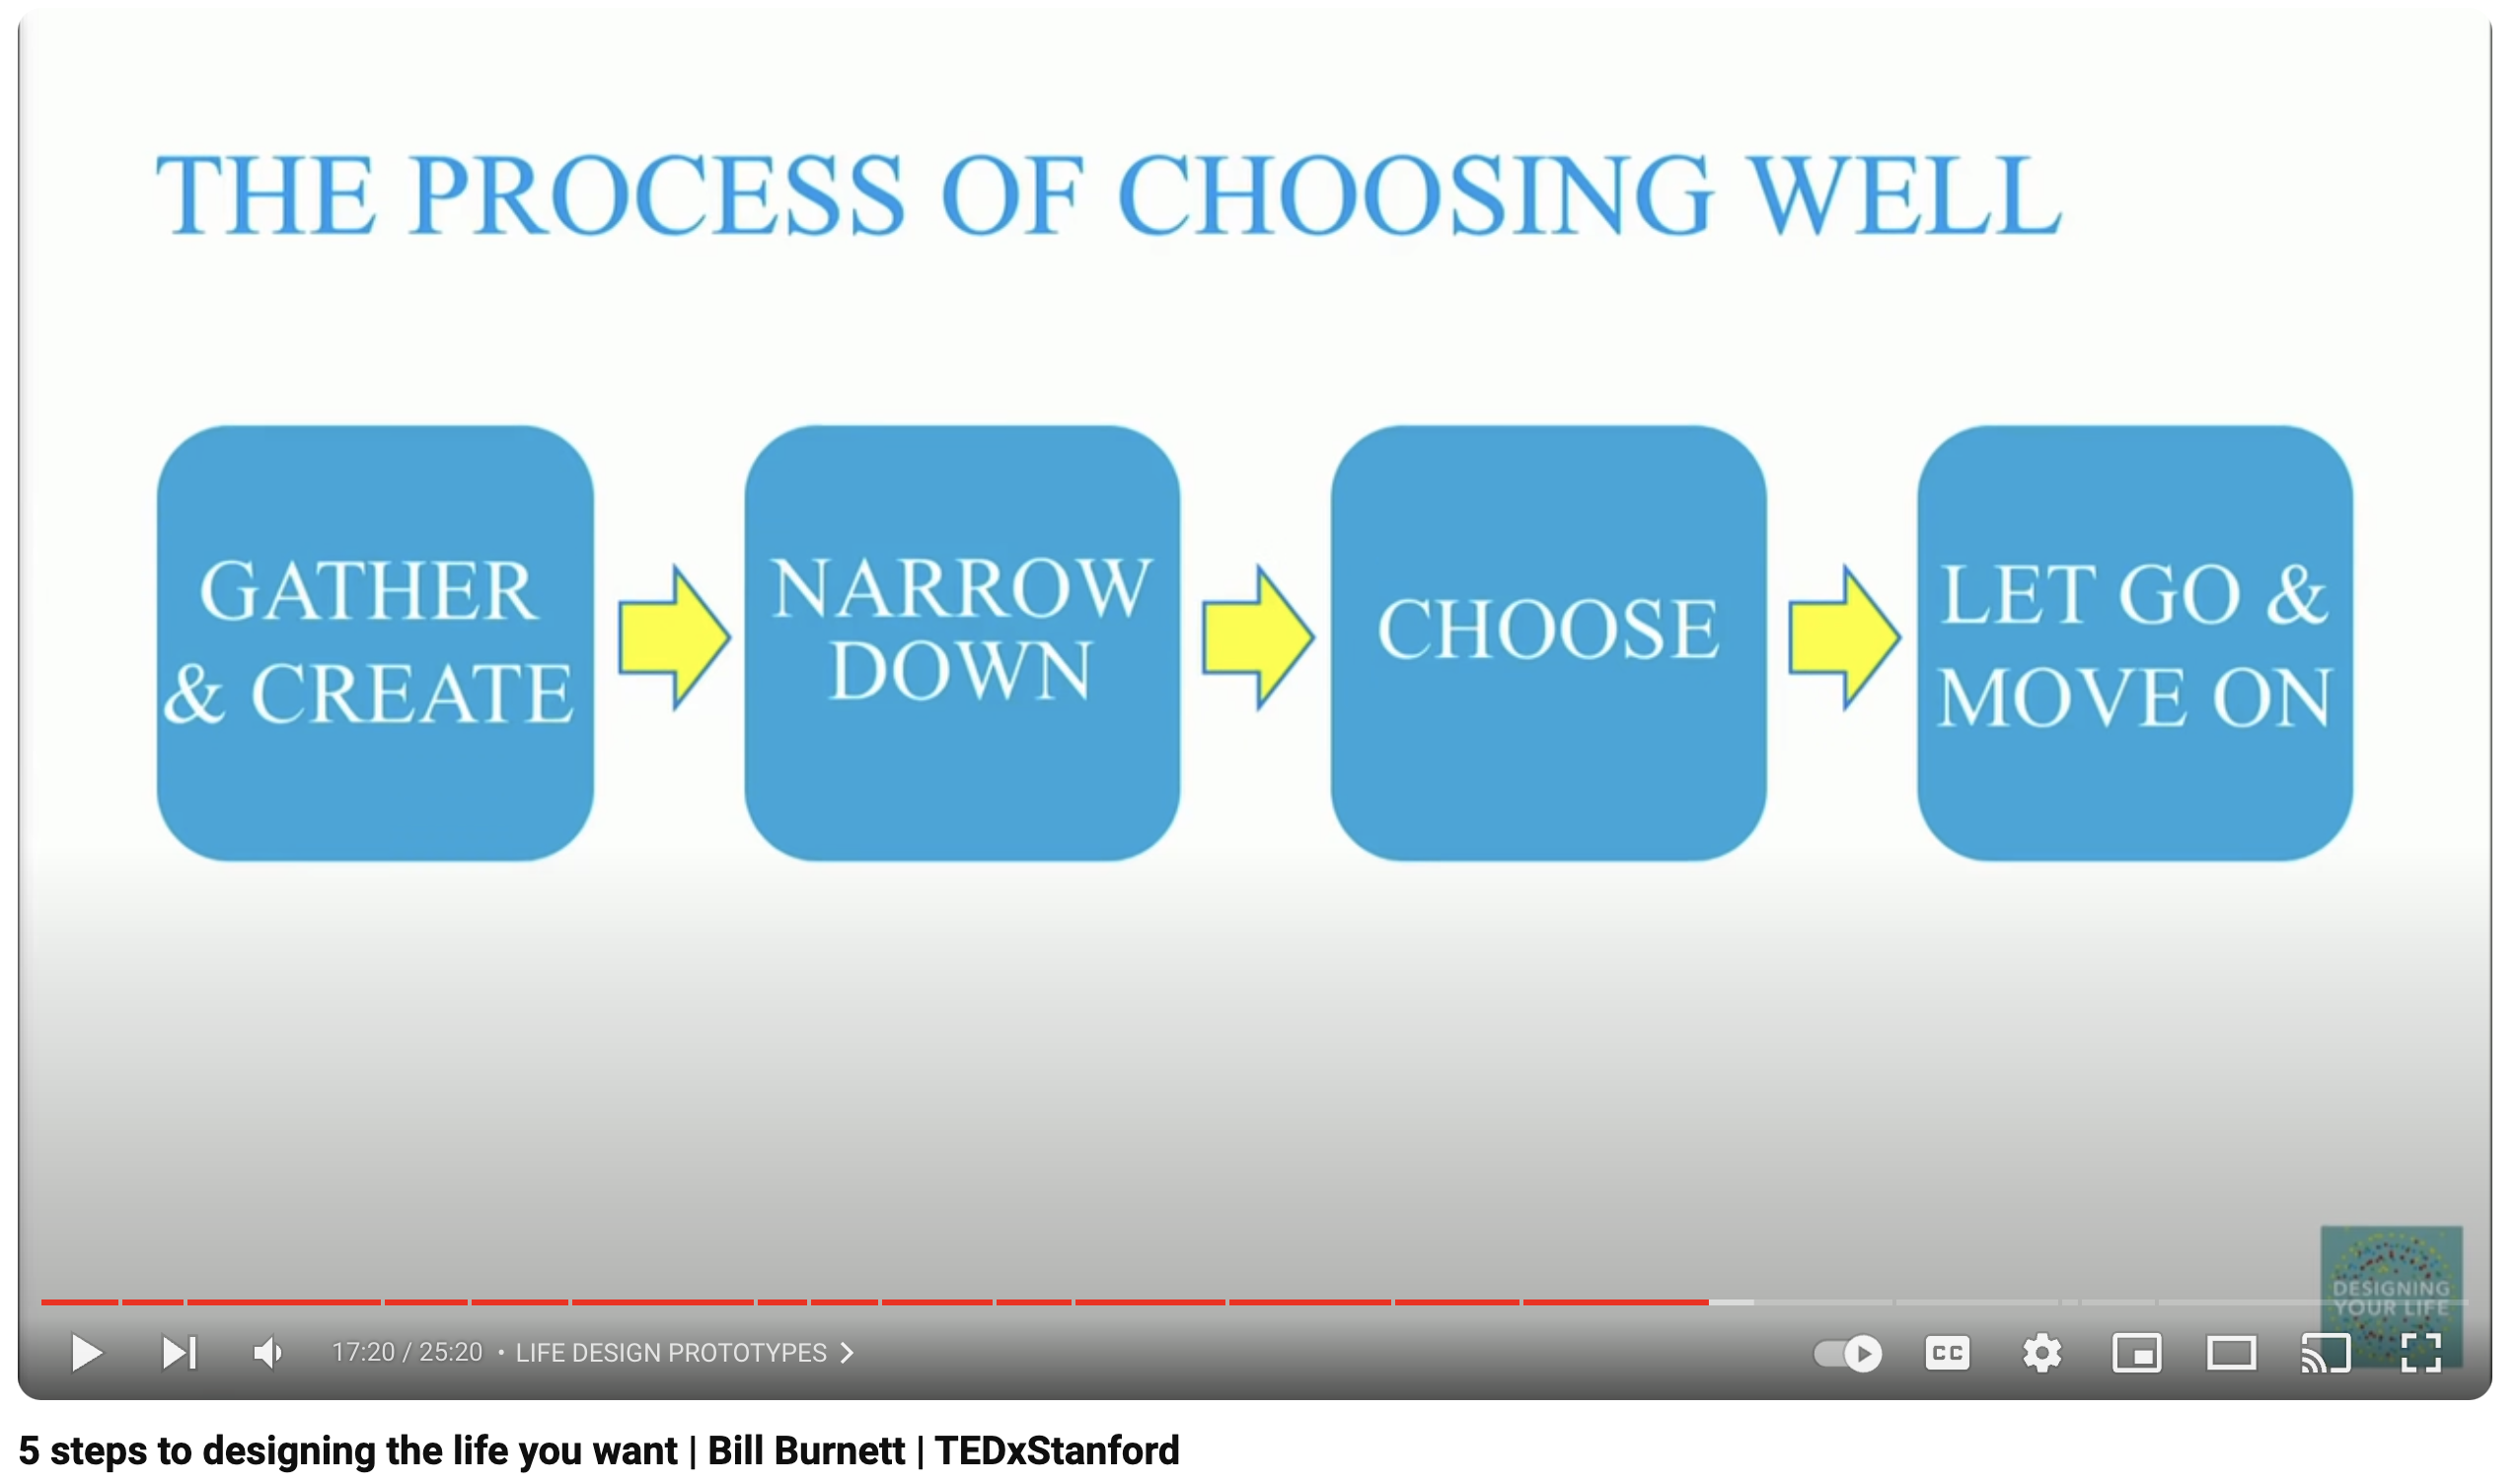 THE PROCESS OF CHOOSING WELL
GATHER
& CREATE
NARROW
DOWN
CHOOSE
LET GO &
MOVE ON
DESIGNING
YOUR LIFE
17:20 / 25:20 • LIFE DESIGN PROTOTYPES
CC
5 steps to designing the life you want | Bill Burnett | TEDxStanford